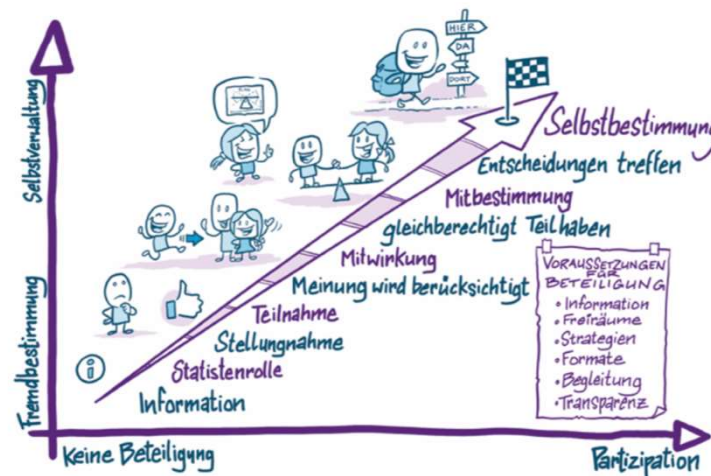 HIER
DA
DORT
Selbstverwaltung
Fremdbestimmung
Selbstbestimmung
Entscheidungen treffen
Mitbestimmung
gleichberechtigt Teilhaben
Mitwirkung
Meinung wird berücksichtigt
Teilnahme
Stellungnahme
Statistenrolle
Information
VORAUSSETZUNGEN
FÜR
BETEILIGUNG
• Information
• Freiräume
• Strategien
• Formate
• Begleitung
• Transparenz
Keine Beteiligung
Partizipation